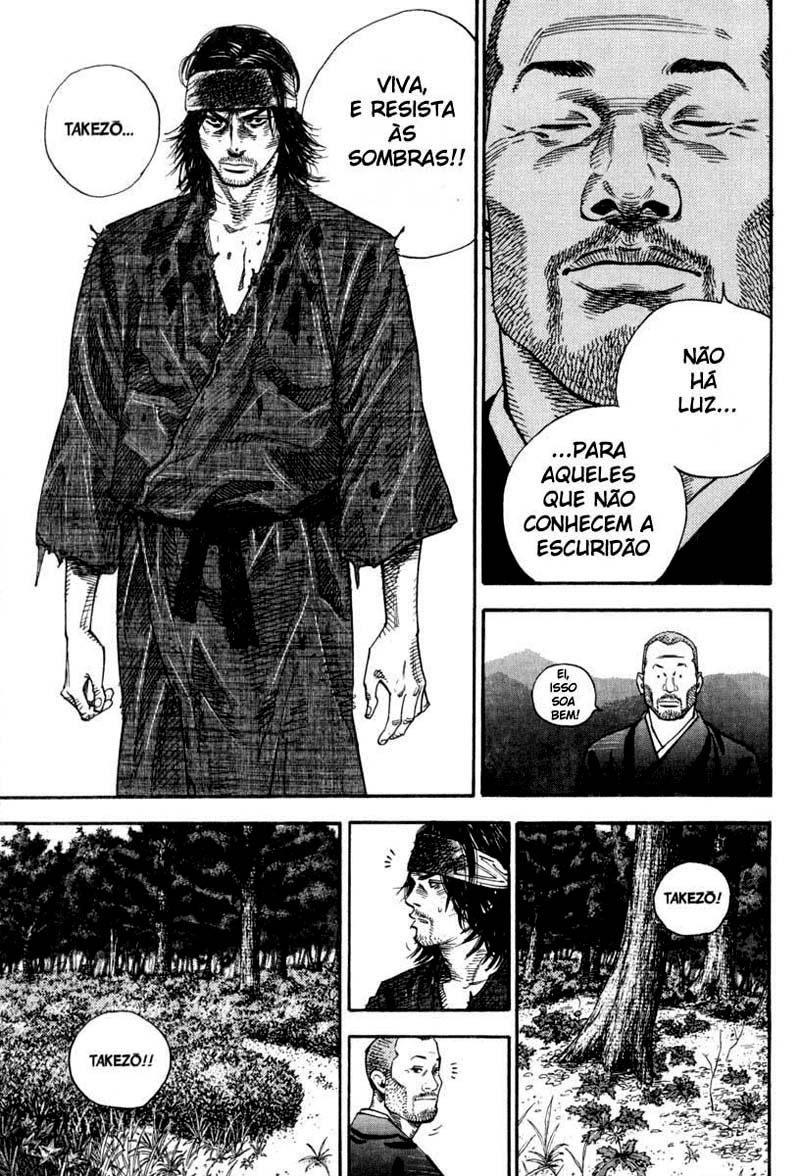 NÃO
HÁ
LUZ...
...PARA
AQUELES
QUE NÃO
CONHECEM A
ESCURIDÃO
VIVA,
E RESISTA
ÀS
SOMBRAS!!
TAKEZŌ...
EI,
ISSO
SOA
BEM!
TAKEZŌ!
TAKEZŌ!!